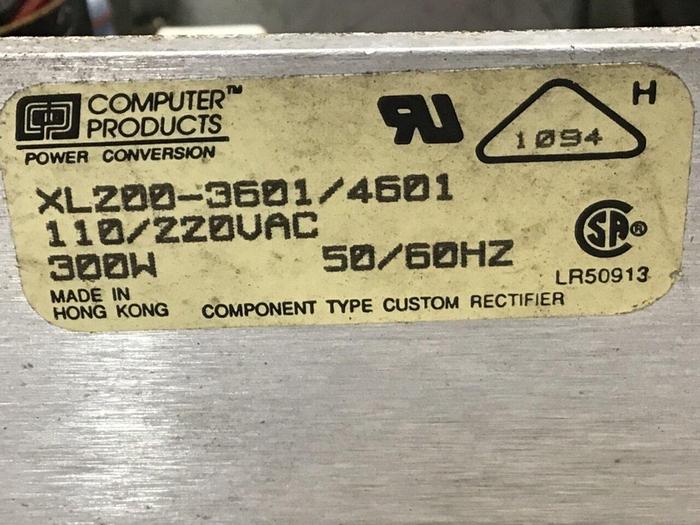 COMPUTER™
PRODUCTS
POWER CONVERSION
1094
H
XL200-3601/4601
110/220VAC
300W 50/60HZ
SA®
LR50913
MADE IN
HONG KONG
COMPONENT TYPE CUSTOM RECTIFIER